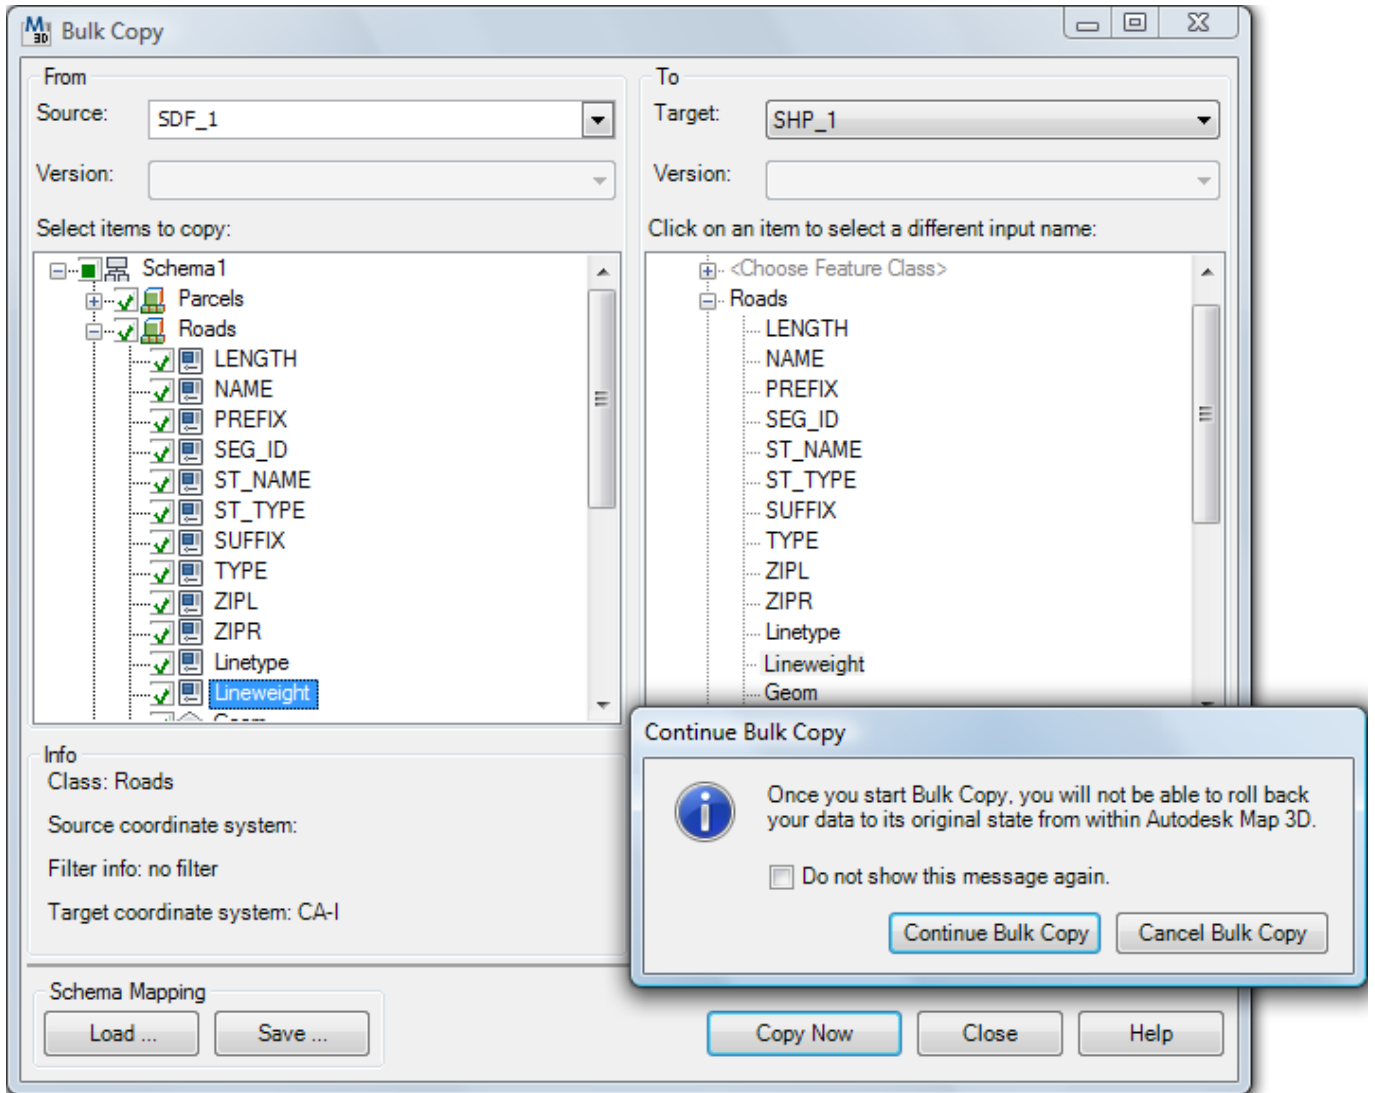 M 3D Bulk Copy
From
Source: SDF_1
Version:
Select items to copy:
Schema1
Parcels
Roads
LENGTH
NAME
PREFIX
SEG_ID
ST_NAME
ST_TYPE
SUFFIX
TYPE
ZIPL
ZIPR
Linetype
Lineweight
Geom
To
Target: SHP_1
Version:
Click on an item to select a different input name:
<Choose Feature Class>
Roads
LENGTH
NAME
PREFIX
SEG_ID
ST_NAME
ST_TYPE
SUFFIX
TYPE
ZIPL
ZIPR
Linetype
Lineweight
Geom
Info
Class: Roads
Source coordinate system:
Filter info: no filter
Target coordinate system: CA-I
Continue Bulk Copy
Once you start Bulk Copy, you will not be able to roll back
your data to its original state from within Autodesk Map 3D.
Do not show this message again.
Continue Bulk Copy Cancel Bulk Copy
Schema Mapping
Load ... Save ...
Copy Now Close Help